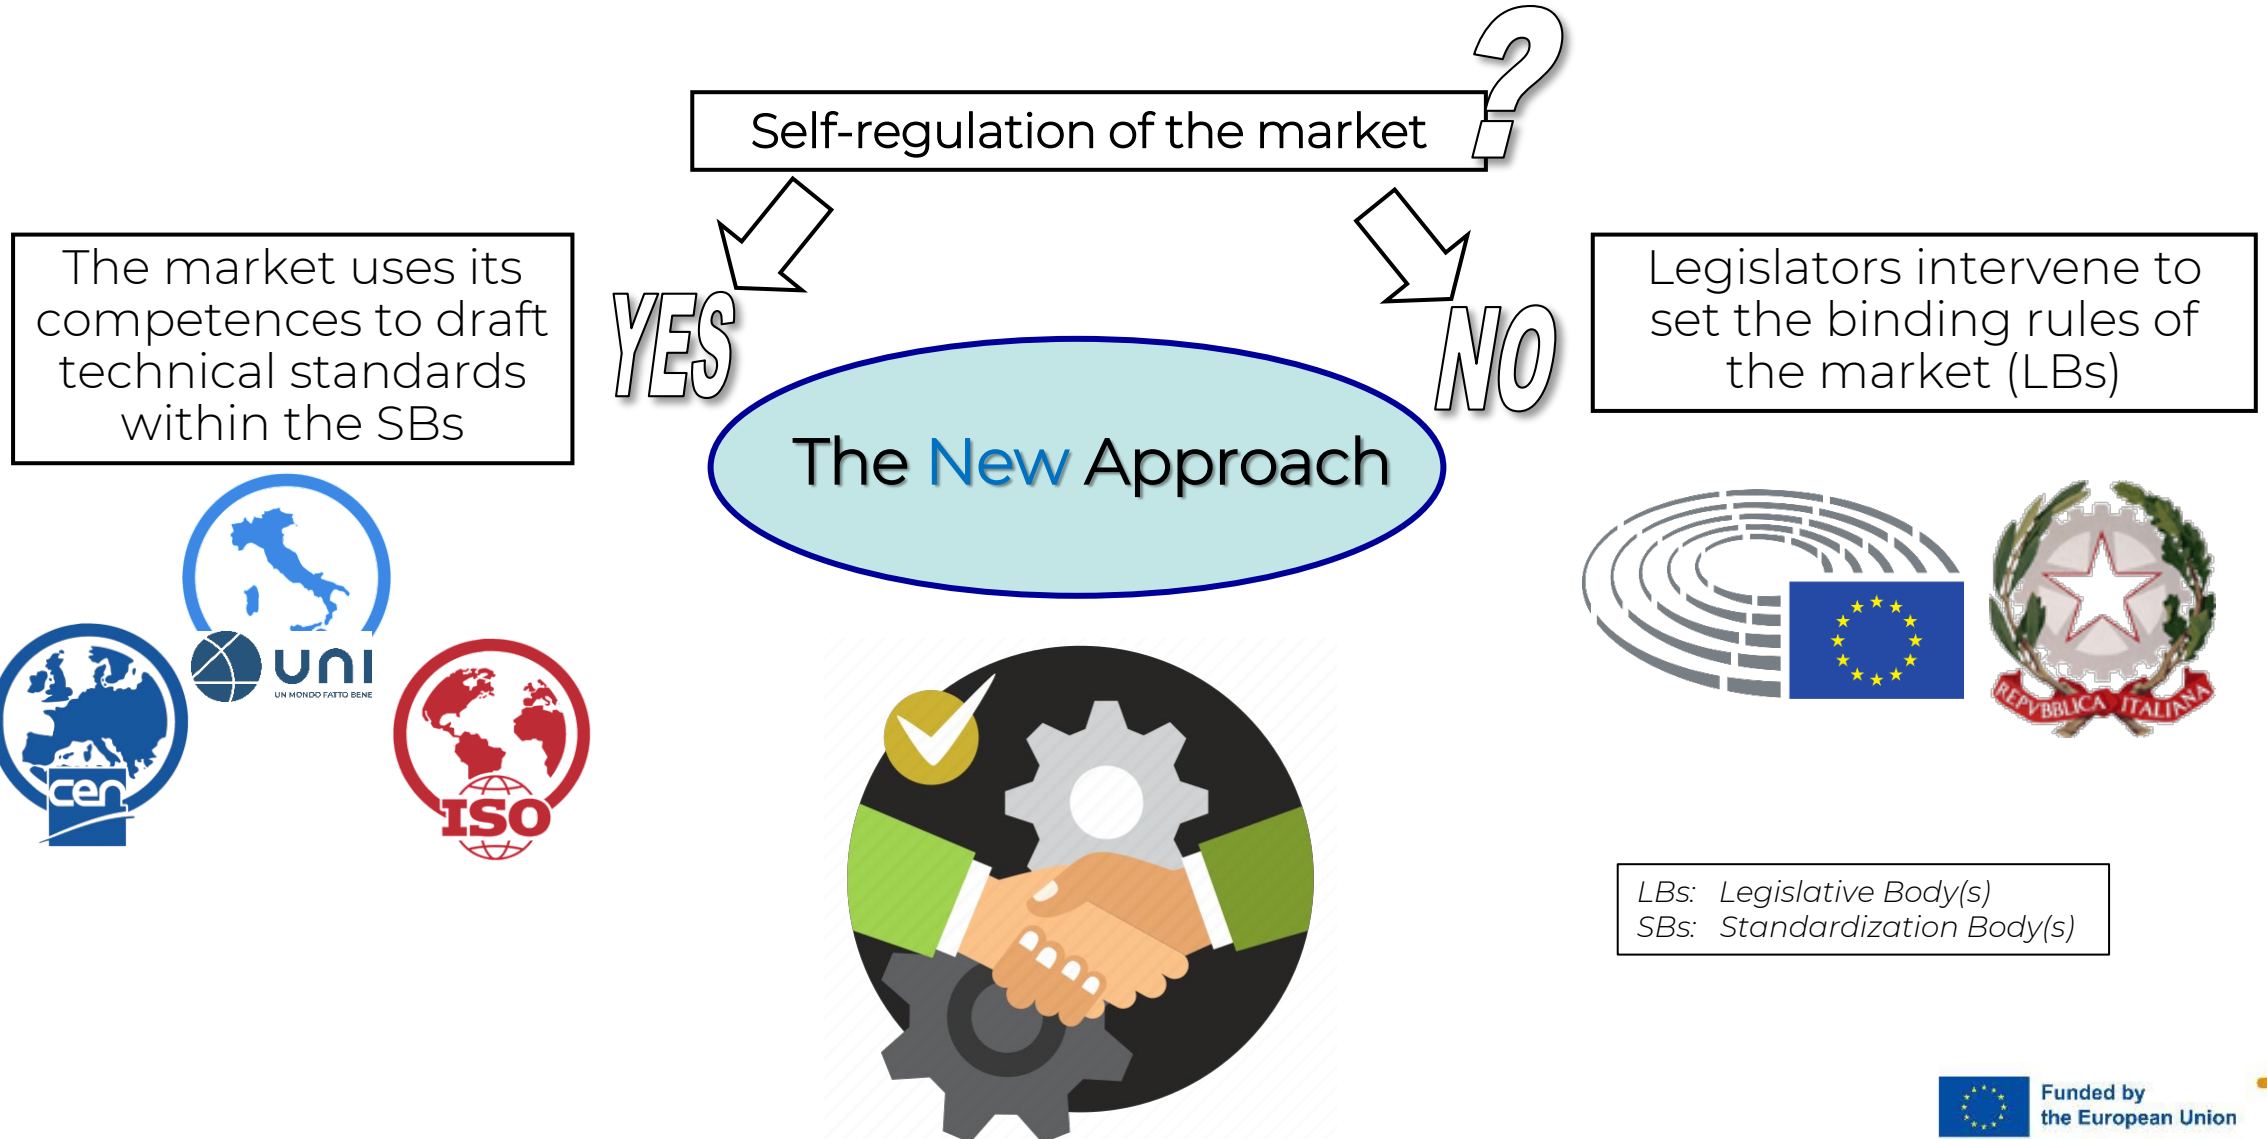 ?
Self-regulation of the market
The market uses its
competences to draft
technical standards
within the SBs
YES
NO
Legislators intervene to
set the binding rules of
the market (LBs)
The New Approach
UNI
UN MONDO FATTO BENE
cen
ISO
REPVBBLICA ITALIANA
LBs: Legislative Body(s)
SBs: Standardization Body(s)
Funded by
the European Union